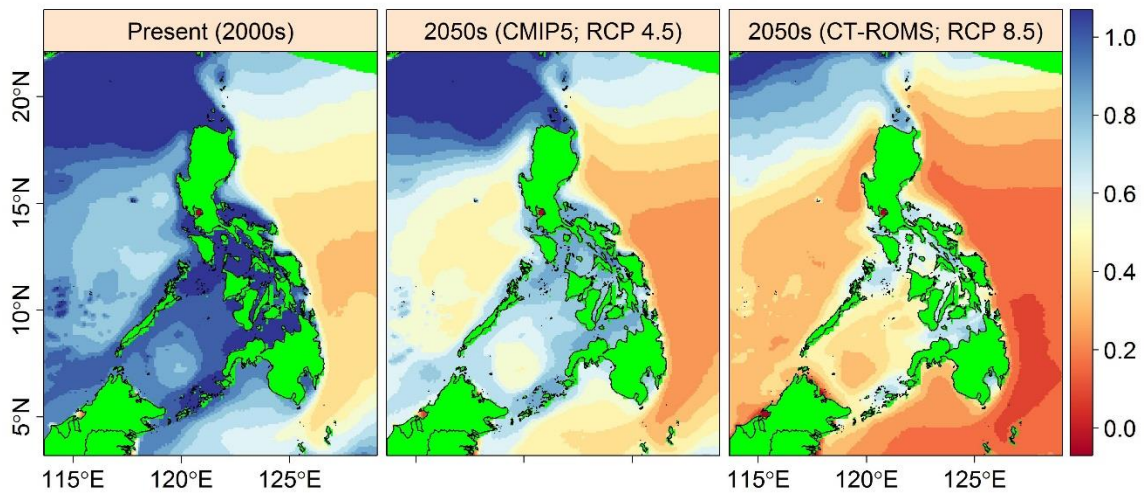 Present (2000s)
2050s (CMIP5; RCP 4.5)
2050s (CT-ROMS; RCP 8.5)
20°N
15°N
10°N
5°N
115°E
120°E
125°E
115°E
120°E
125°E
1.0
0.8
0.6
0.4
0.2
0.0